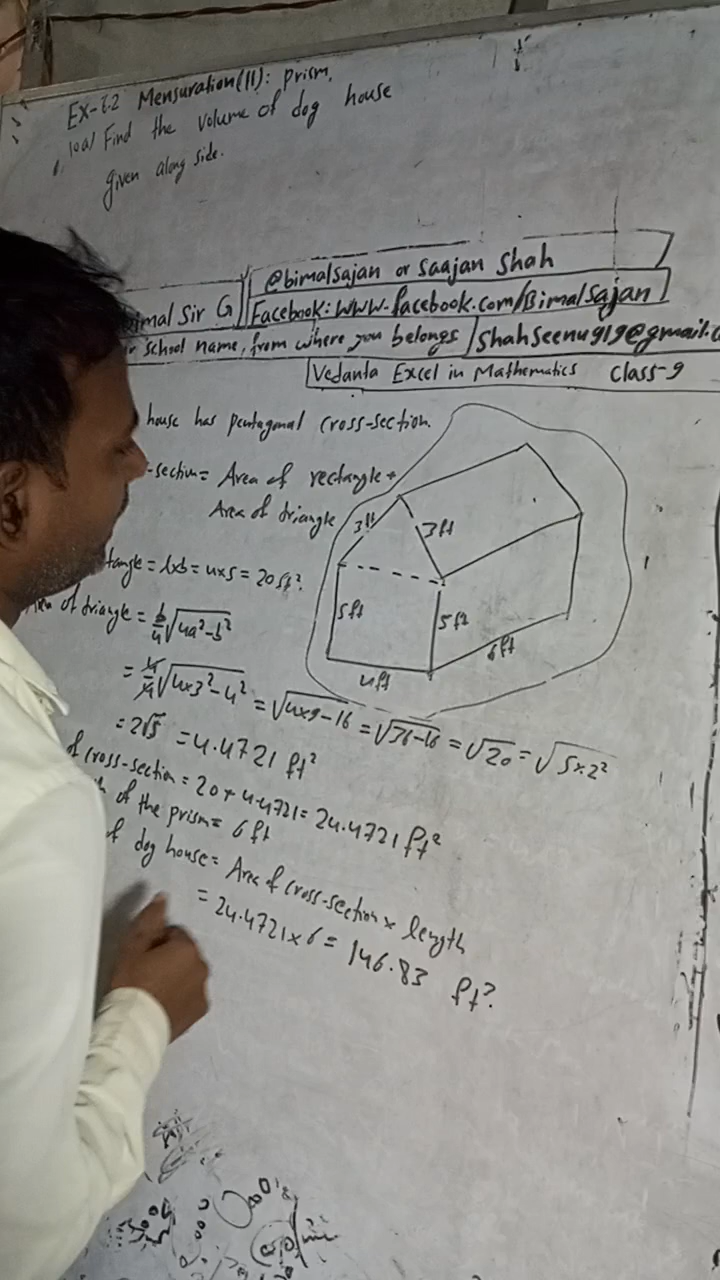 Ex-6.2 Mensuration(II): Prism.
10a) Find the volume of dog house
given along side.
@bimalsajan or Saajan Shah
Sir G Facebook: www.facebook.com/Bimalsajan
school name, from where you belongs shahseenu919@gmail.
Vedanta Excel in Mathematics Class-9
house has pentagonal cross-section.
-section = Area of rectangle +
Area of triangle
3ft 3ft
= l×b = 4×5 = 20 ft².
of triangle = b/4 √4a²-b²
5ft 5ft
6ft
4ft
= 4/4 √4×3²-4² = √4×9-16 = √36-16 = √20 = √5×2²
= 2√5 = 4.4721 ft²
cross-section = 20+4.4721 = 24.4721 ft²
of the prism = 6ft
dog house = Area of cross-section × length
= 24.4721×6 = 146.83 ft³.